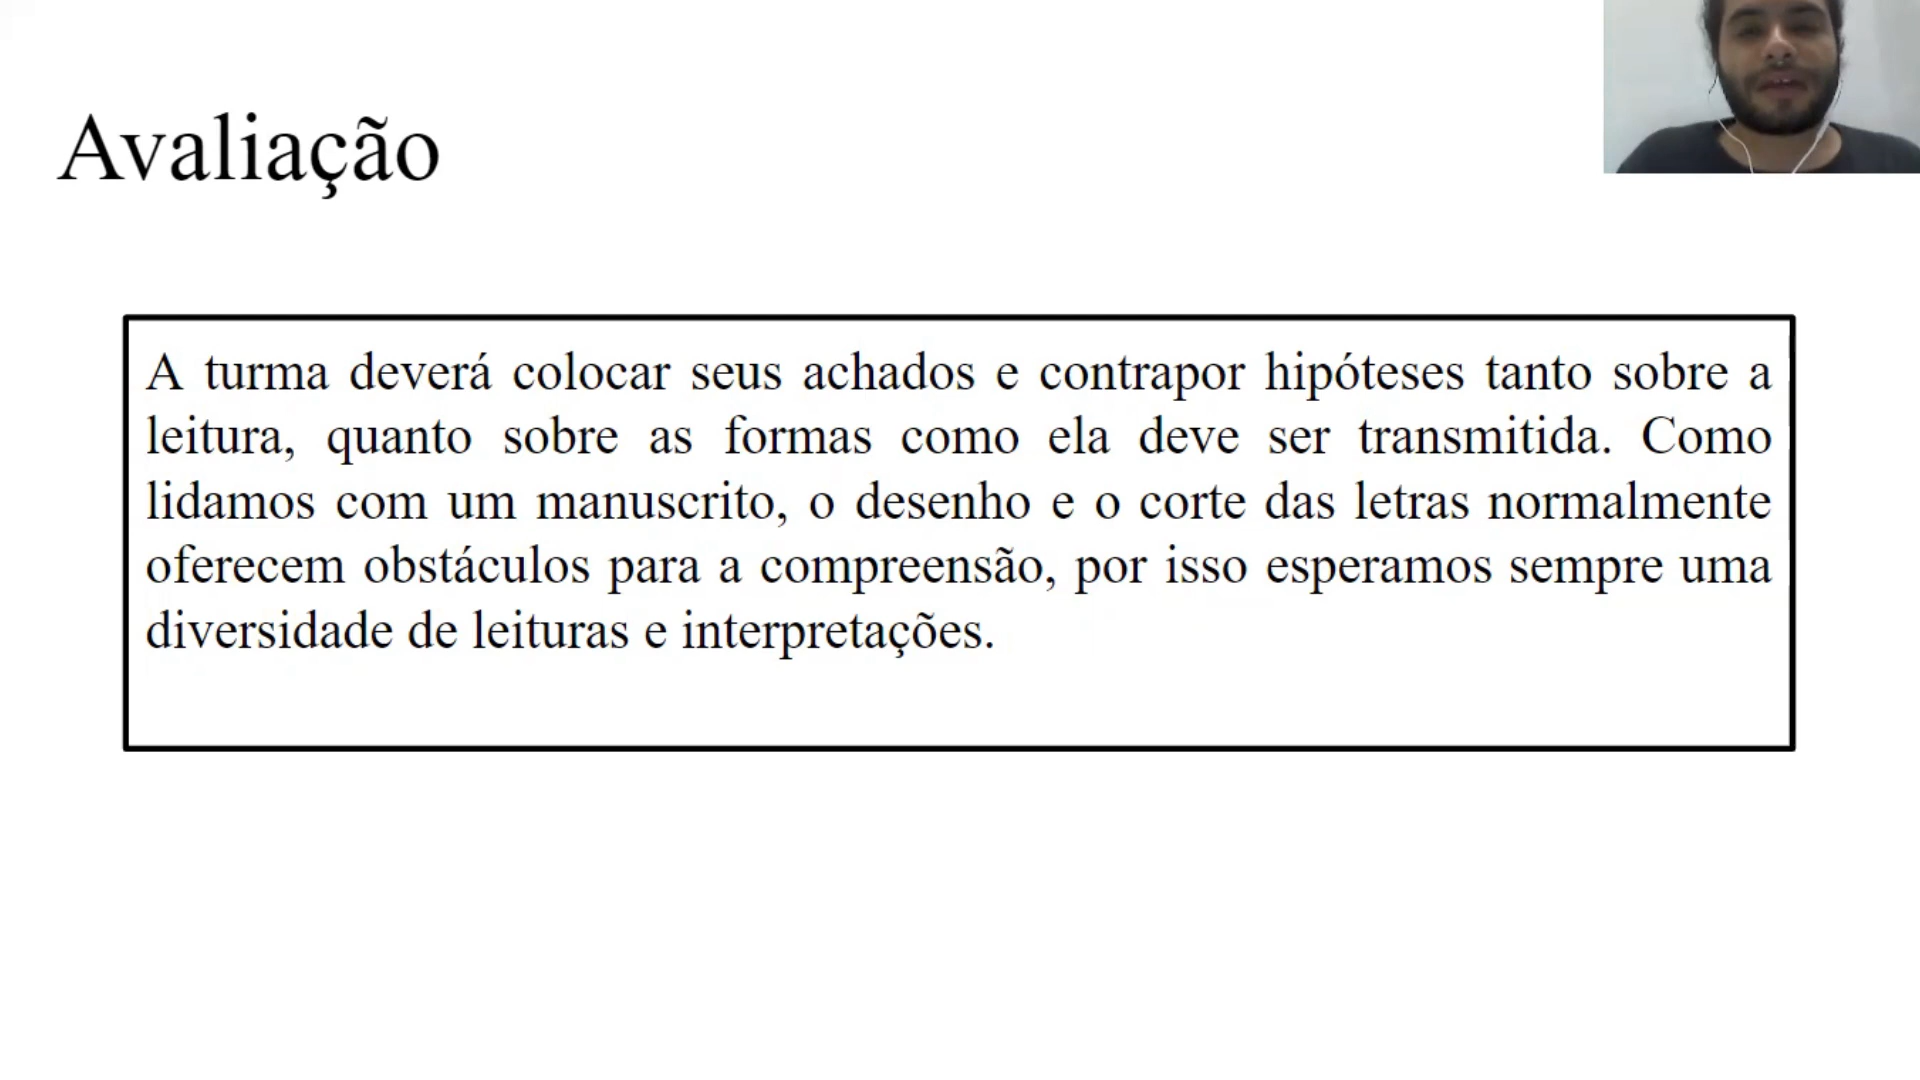 Avaliação
A turma deverá colocar seus achados e contrapor hipóteses tanto sobre a
leitura, quanto sobre as formas como ela deve ser transmitida. Como
lidamos com um manuscrito, o desenho e o corte das letras normalmente
oferecem obstáculos para a compreensão, por isso esperamos sempre uma
diversidade de leituras e interpretações.